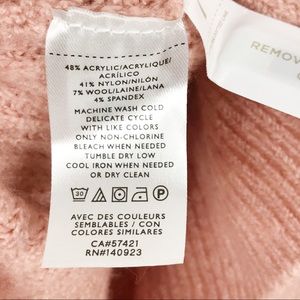 48% ACRYLIC/ACRYLIQUE/
ACRÍLICO
41% NYLON/NILÓN
7% WOOL/LAINE/LANA
4% SPANDEX
MACHINE WASH COLD
DELICATE CYCLE
WITH LIKE COLORS
ONLY NON-CHLORINE
BLEACH WHEN NEEDED
TUMBLE DRY LOW
COOL IRON WHEN NEEDED
OR DRY CLEAN
30
AVEC DES COULEURS
SEMBLABLES / CON
COLORES SIMILARES
CA#57421
RN#140923
REMOV